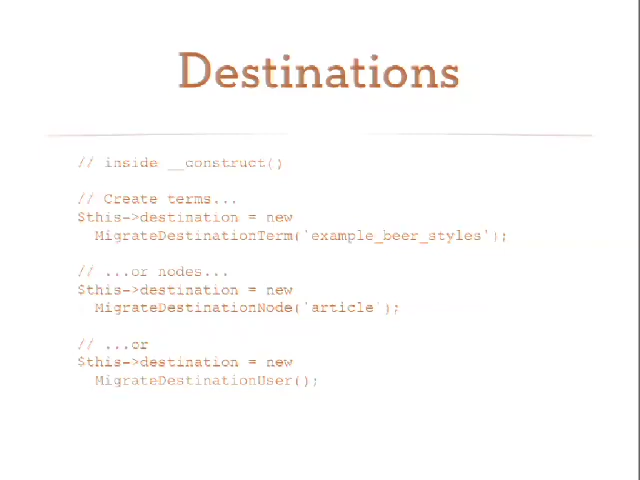 Destinations
// inside __construct()
// Create terms...
$this->destination = new
MigrateDestinationTerm('example_beer_styles');
// ...or nodes...
$this->destination = new
MigrateDestinationNode('article');
// ...or
$this->destination = new
MigrateDestinationUser();